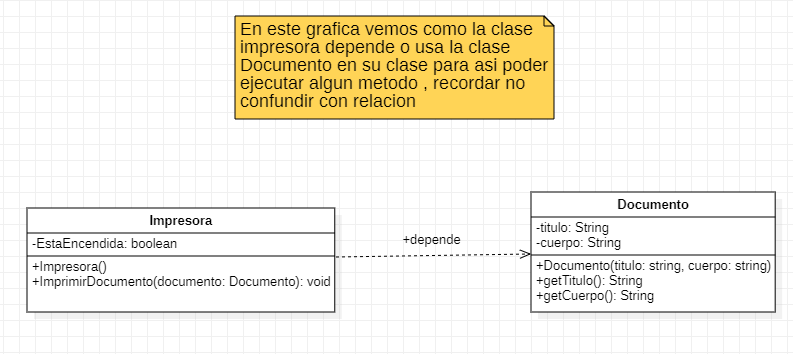 En este grafica vemos como la clase
impresora depende o usa la clase
Documento en su clase para asi poder
ejecutar algun metodo , recordar no
confundir con relacion
Impresora
-EstaEncendida: boolean
+Impresora()
+ImprimirDocumento(documento: Documento): void
+depende
Documento
-titulo: String
-cuerpo: String
+Documento(titulo: string, cuerpo: string)
+getTitulo(): String
+getCuerpo(): String